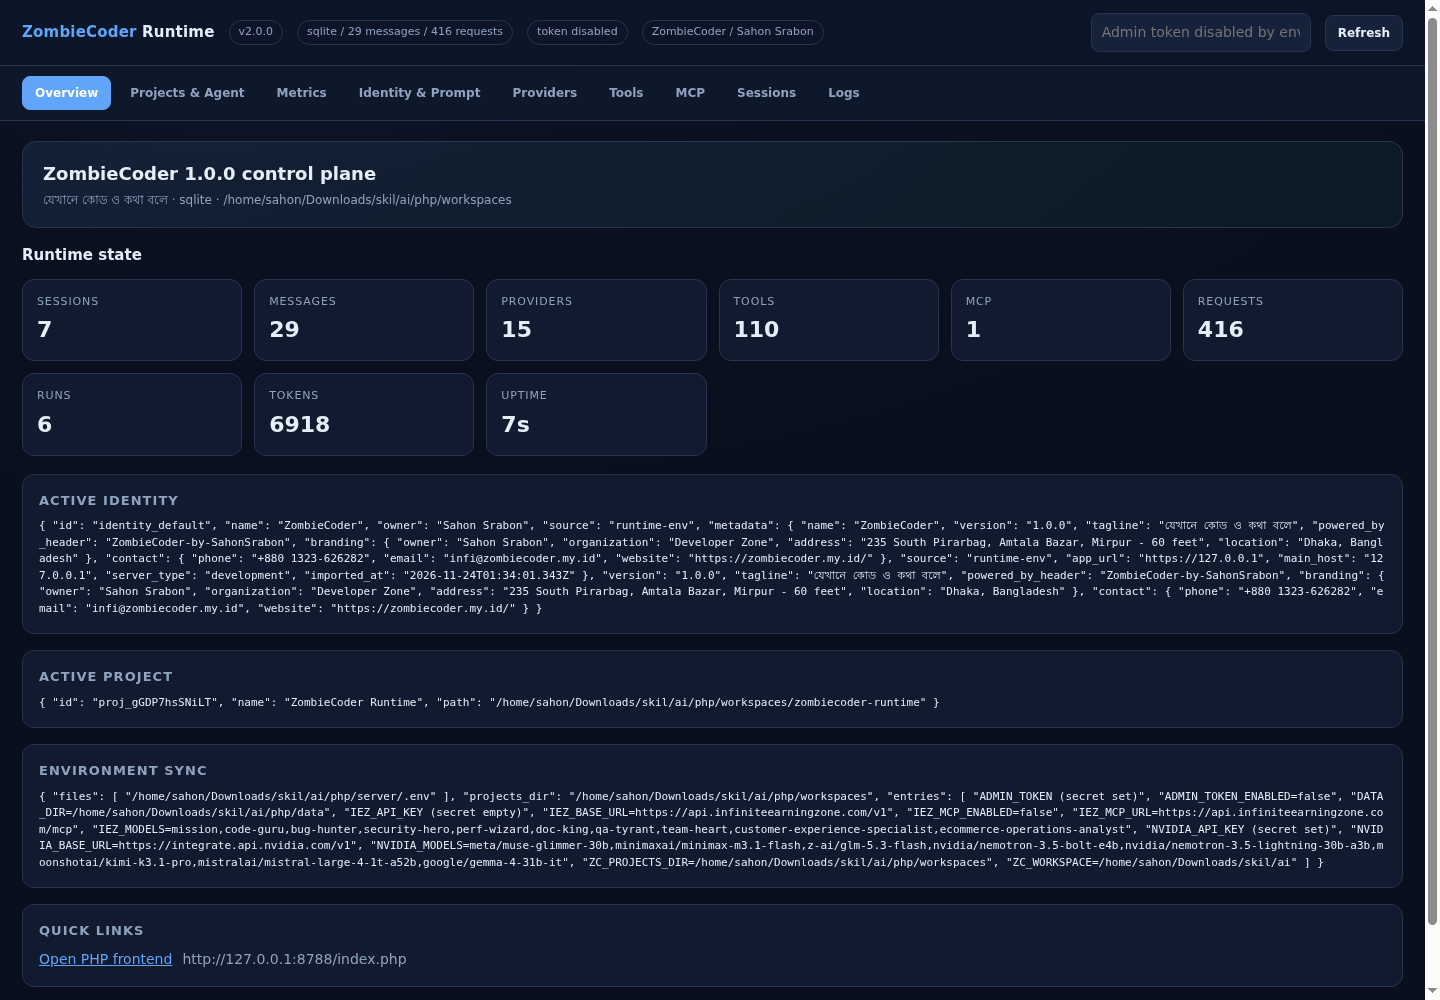 ZombieCoder Runtime
v2.0.0
sqlite / 29 messages / 416 requests
token disabled
ZombieCoder / Sahon Srabon
Admin token disabled by env
Refresh
Overview
Projects & Agent
Metrics
Identity & Prompt
Providers
Tools
MCP
Sessions
Logs
ZombieCoder 1.0.0 control plane
যেখানে কোড ও কথা বলে · sqlite · /home/sahon/Downloads/skil/ai/php/workspaces
Runtime state
SESSIONS
7
MESSAGES
29
PROVIDERS
15
TOOLS
110
MCP
1
REQUESTS
416
RUNS
6
TOKENS
6918
UPTIME
7s
ACTIVE IDENTITY
{ "id": "identity_default", "name": "ZombieCoder", "owner": "Sahon Srabon", "source": "runtime-env", "metadata": { "name": "ZombieCoder", "version": "1.0.0", "tagline": "যেখানে কোড ও কথা বলে", "powered_by
_header": "ZombieCoder-by-SahonSrabon", "branding": { "owner": "Sahon Srabon", "organization": "Developer Zone", "address": "235 South Pirarbag, Amtala Bazar, Mirpur - 60 feet", "location": "Dhaka, Bangl
adesh" }, "contact": { "phone": "+880 1323-626282", "email": "infi@zombiecoder.my.id", "website": "https://zombiecoder.my.id/" }, "source": "runtime-env", "app_url": "https://127.0.0.1", "main_host": "12
7.0.0.1", "server_type": "development", "imported_at": "2026-11-24T01:34:01.343Z" }, "version": "1.0.0", "tagline": "যেখানে কোড ও কথা বলে", "powered_by_header": "ZombieCoder-by-SahonSrabon", "branding": {
"owner": "Sahon Srabon", "organization": "Developer Zone", "address": "235 South Pirarbag, Amtala Bazar, Mirpur - 60 feet", "location": "Dhaka, Bangladesh" }, "contact": { "phone": "+880 1323-626282", "e
mail": "infi@zombiecoder.my.id", "website": "https://zombiecoder.my.id/" } }
ACTIVE PROJECT
{ "id": "proj_gGDP7hsSNiLT", "name": "ZombieCoder Runtime", "path": "/home/sahon/Downloads/skil/ai/php/workspaces/zombiecoder-runtime" }
ENVIRONMENT SYNC
{ "files": [ "/home/sahon/Downloads/skil/ai/php/server/.env" ], "projects_dir": "/home/sahon/Downloads/skil/ai/php/workspaces", "entries": [ "ADMIN_TOKEN (secret set)", "ADMIN_TOKEN_ENABLED=false", "DATA
_DIR=/home/sahon/Downloads/skil/ai/php/data", "IEZ_API_KEY (secret empty)", "IEZ_BASE_URL=https://api.infiniteearningzone.com/v1", "IEZ_MCP_ENABLED=false", "IEZ_MCP_URL=https://api.infiniteearningzone.co
m/mcp", "IEZ_MODELS=mission,code-guru,bug-hunter,security-hero,perf-wizard,doc-king,qa-tyrant,team-heart,customer-experience-specialist,ecommerce-operations-analyst", "NVIDIA_API_KEY (secret set)", "NVID
IA_BASE_URL=https://integrate.api.nvidia.com/v1", "NVIDIA_MODELS=meta/muse-glimmer-30b,minimaxai/minimax-m3.1-flash,z-ai/glm-5.3-flash,nvidia/nemotron-3.5-bolt-e4b,nvidia/nemotron-3.5-lightning-30b-a3b,m
oonshotai/kimi-k3.1-pro,mistralai/mistral-large-4-1t-a52b,google/gemma-4-31b-it", "ZC_PROJECTS_DIR=/home/sahon/Downloads/skil/ai/php/workspaces", "ZC_WORKSPACE=/home/sahon/Downloads/skil/ai" ] }
QUICK LINKS
Open PHP frontend http://127.0.0.1:8788/index.php